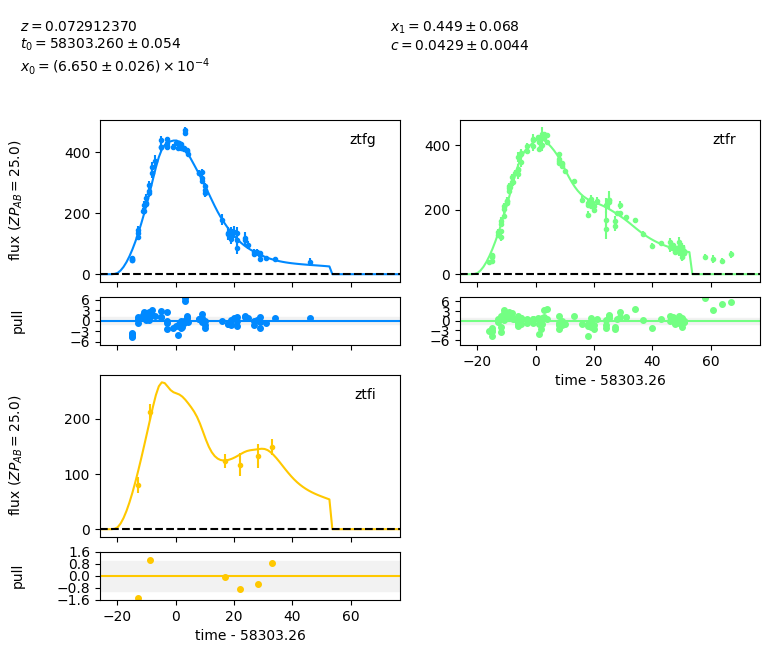 z = 0.072912370
t0 = 58303.260 ± 0.054
x0 = (6.650 ± 0.026) × 10^−4
x1 = 0.449 ± 0.068
c = 0.0429 ± 0.0044
ztfg
flux (ZP_AB = 25.0)
400
200
0
ztfr
400
200
0
pull
6
3
0
−3
−6
6
3
0
−3
−6
−20 0 20 40 60
time - 58303.26
ztfi
flux (ZP_AB = 25.0)
200
100
0
pull
1.6
0.8
0.0
−0.8
−1.6
−20 0 20 40 60
time - 58303.26